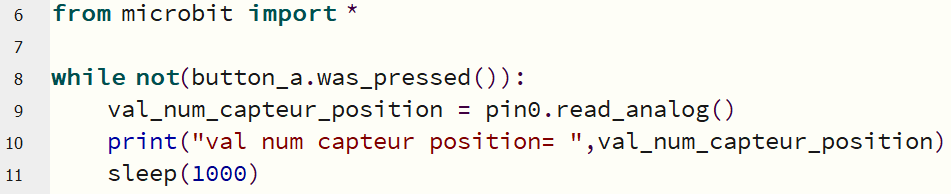 6 from microbit import *
7
8 while not(button_a.was_pressed()):
9 val_num_capteur_position = pin0.read_analog()
10 print("val num capteur position= ",val_num_capteur_position)
11 sleep(1000)